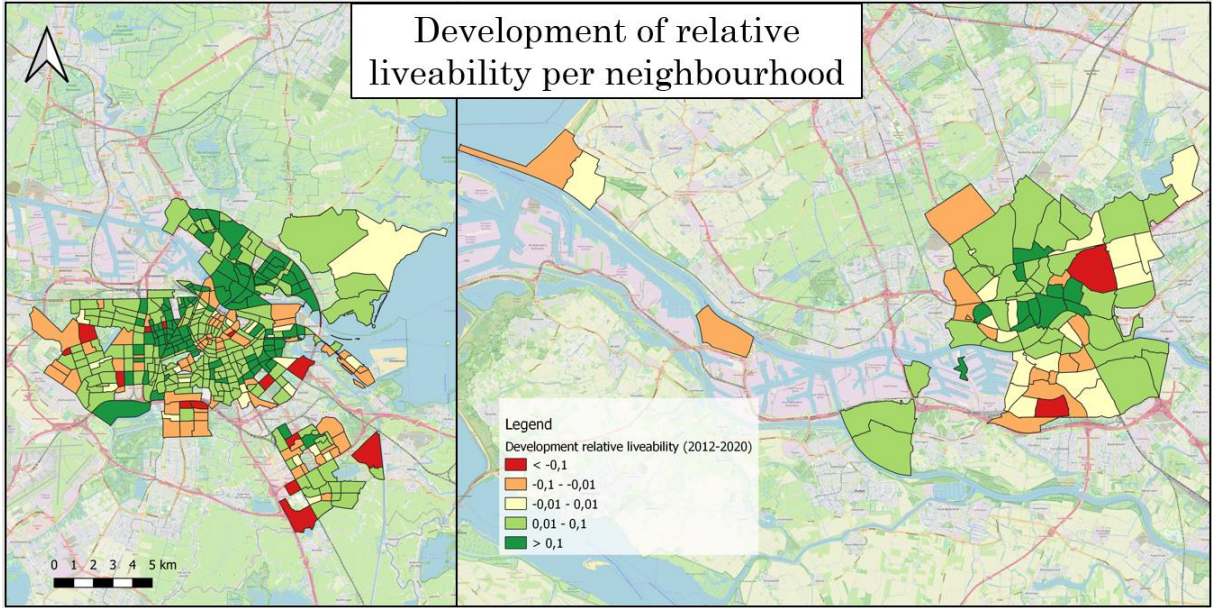 Development of relative
liveability per neighbourhood
Legend
Development relative liveability (2012-2020)
< -0,1
-0,1 - -0,01
-0,01 - 0,01
0,01 - 0,1
> 0,1
0 1 2 3 4 5 km